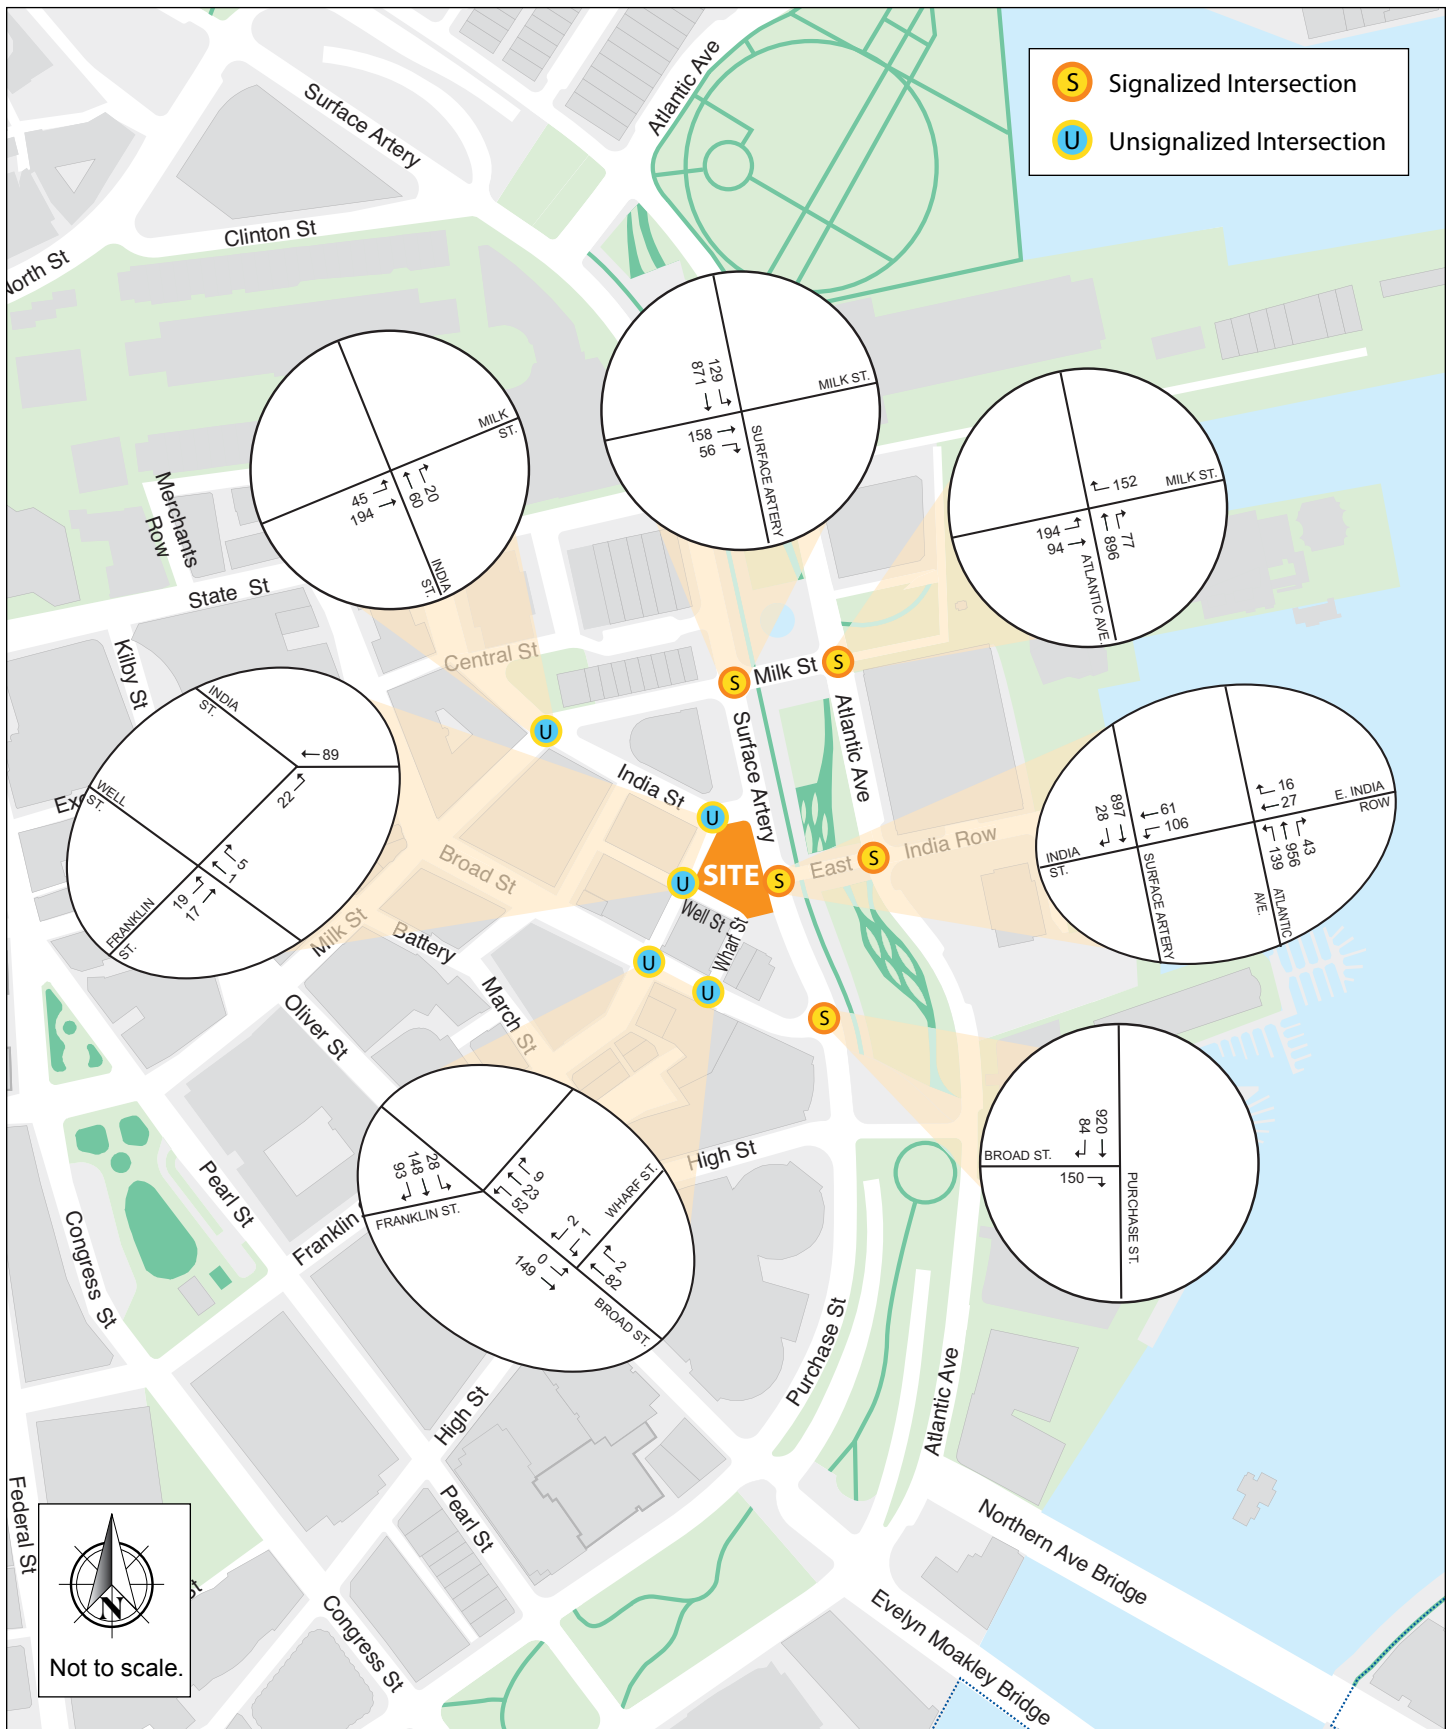 Signalized Intersection
S
Unsignalized Intersection
U
Atlantic Ave
Surface Artery
Clinton St
North St
129
871
MILK ST.
158
56
SURFACE ARTERY
MILK
ST.
45
194
20
60
INDIA
ST.
152
MILK ST.
194
94
77
896
ATLANTIC AVE.
Merchants
Row
State St
Kilby St
Central St
S
Milk St
S
U
Surface Artery
Atlantic Ave
India St
U
INDIA
ST.
89
22
WELL
ST.
5
1
19
17
FRANKLIN
ST.
16
27
E. INDIA
ROW
897
28
61
106
43
956
139
INDIA
ST.
SURFACE ARTERY
ATLANTIC
AVE.
Broad St
U
SITE
S
East
S
India Row
Well St
Wharf St
Milk St
Battery
March St
U
U
S
Oliver St
High St
Pearl St
Franklin
Congress St
28
148
93
FRANKLIN ST.
9
23
52
WHARF ST.
2
1
0
149
2
82
BROAD ST.
920
84
BROAD ST.
150
PURCHASE ST.
Purchase St
Atlantic Ave
High St
Pearl St
Federal St
Northern Ave Bridge
Evelyn Moakley Bridge
Congress St
N
Not to scale.